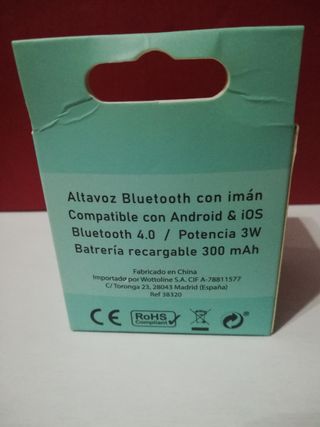 Altavoz Bluetooth con imán
Compatible con Android & iOS
Bluetooth 4.0 / Potencia 3W
Batrería recargable 300 mAh
Fabricado en China
Importado por Wottoline S.A. CIF A-78811577
C/ Toronga 23, 28043 Madrid (España)
Ref 38320
CE RoHS
Compliant